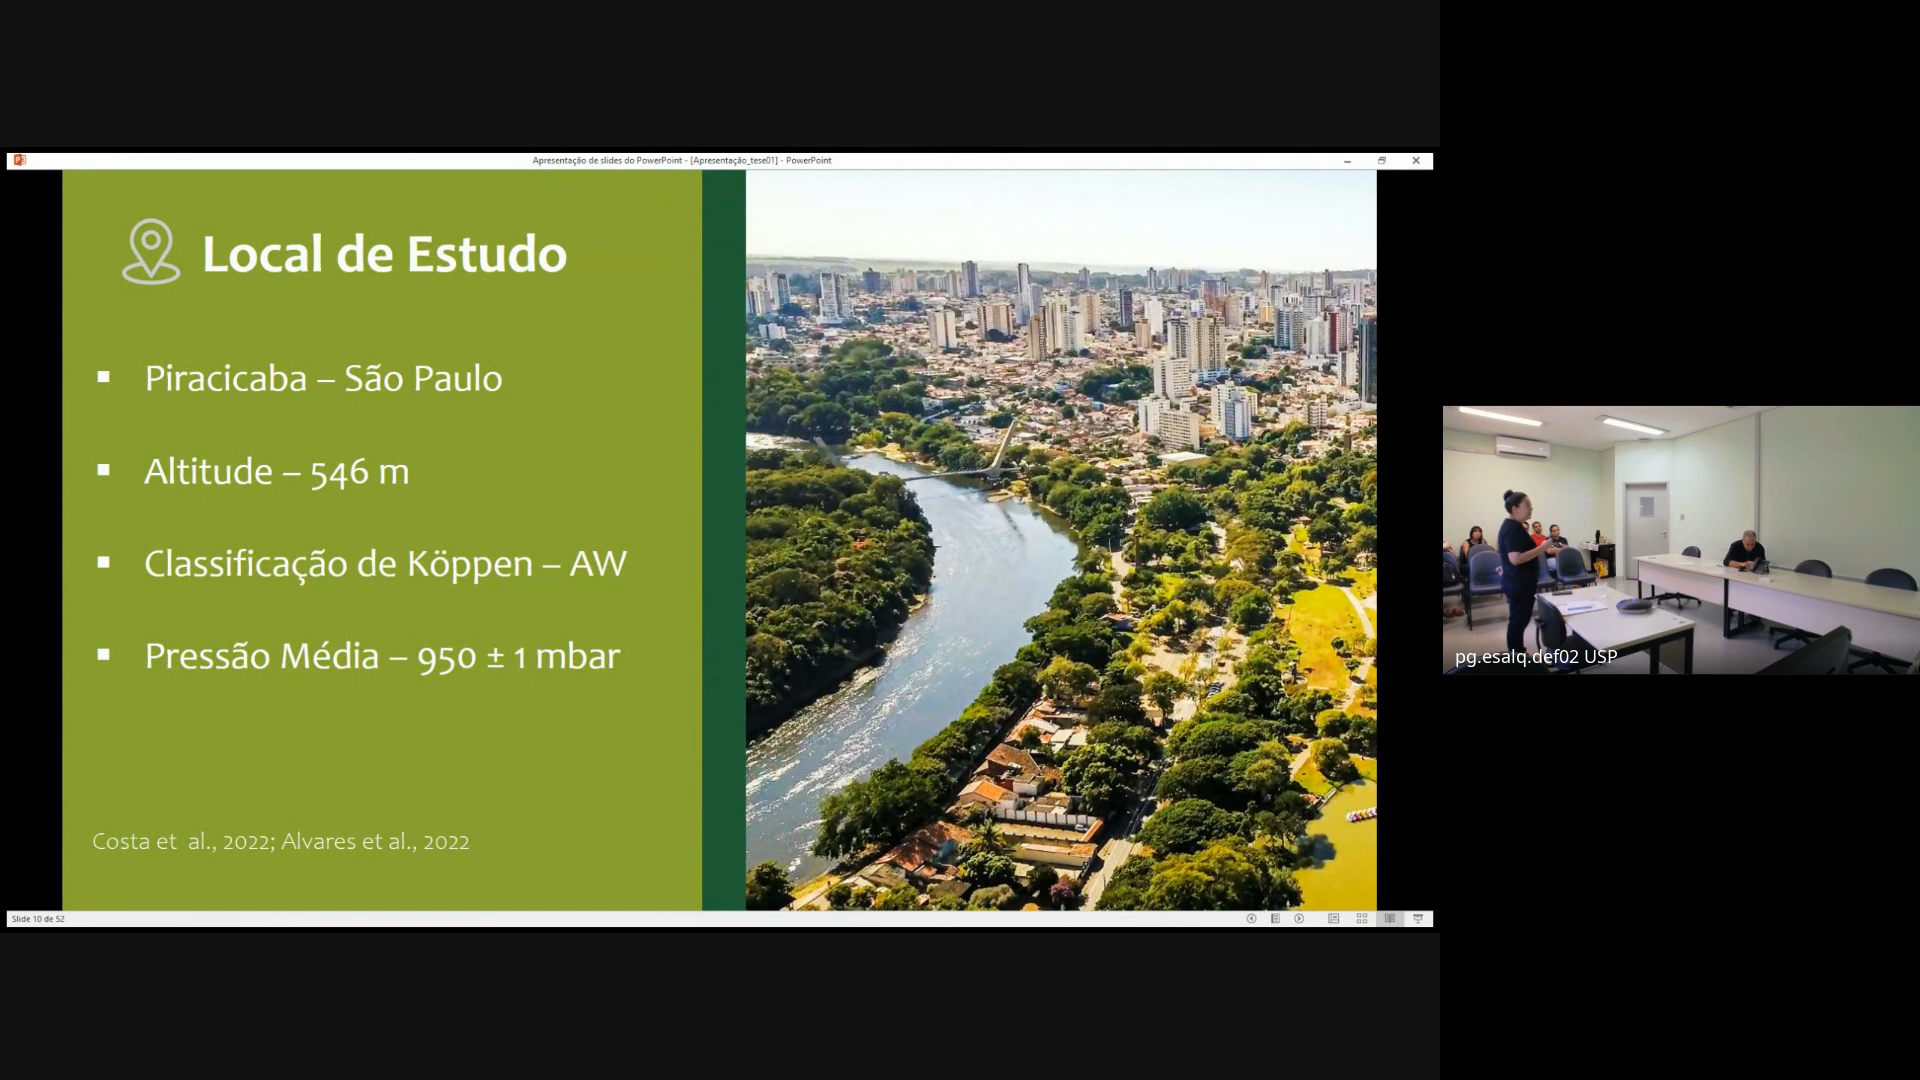 Apresentação de slides do PowerPoint - [Apresentação_tese01] - PowerPoint
Local de Estudo
▪ Piracicaba – São Paulo
▪ Altitude – 546 m
▪ Classificação de Köppen – AW
▪ Pressão Média – 950 ± 1 mbar
Costa et al., 2022; Alvares et al., 2022
Slide 10 de 52
pg.esalq.def02 USP